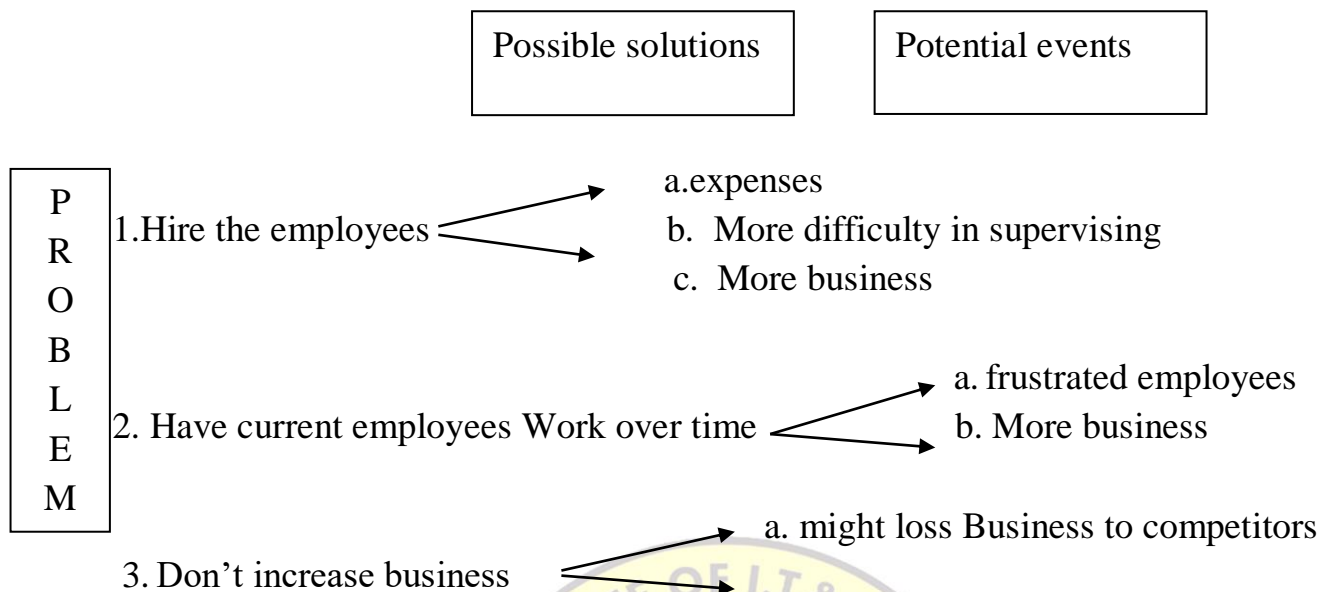 Possible solutions
Potential events
P
R
O
B
L
E
M
1.Hire the employees
a.expenses
b. More difficulty in supervising
c. More business
2. Have current employees Work over time
a. frustrated employees
b. More business
3. Don’t increase business
a. might loss Business to competitors
OF I.T &